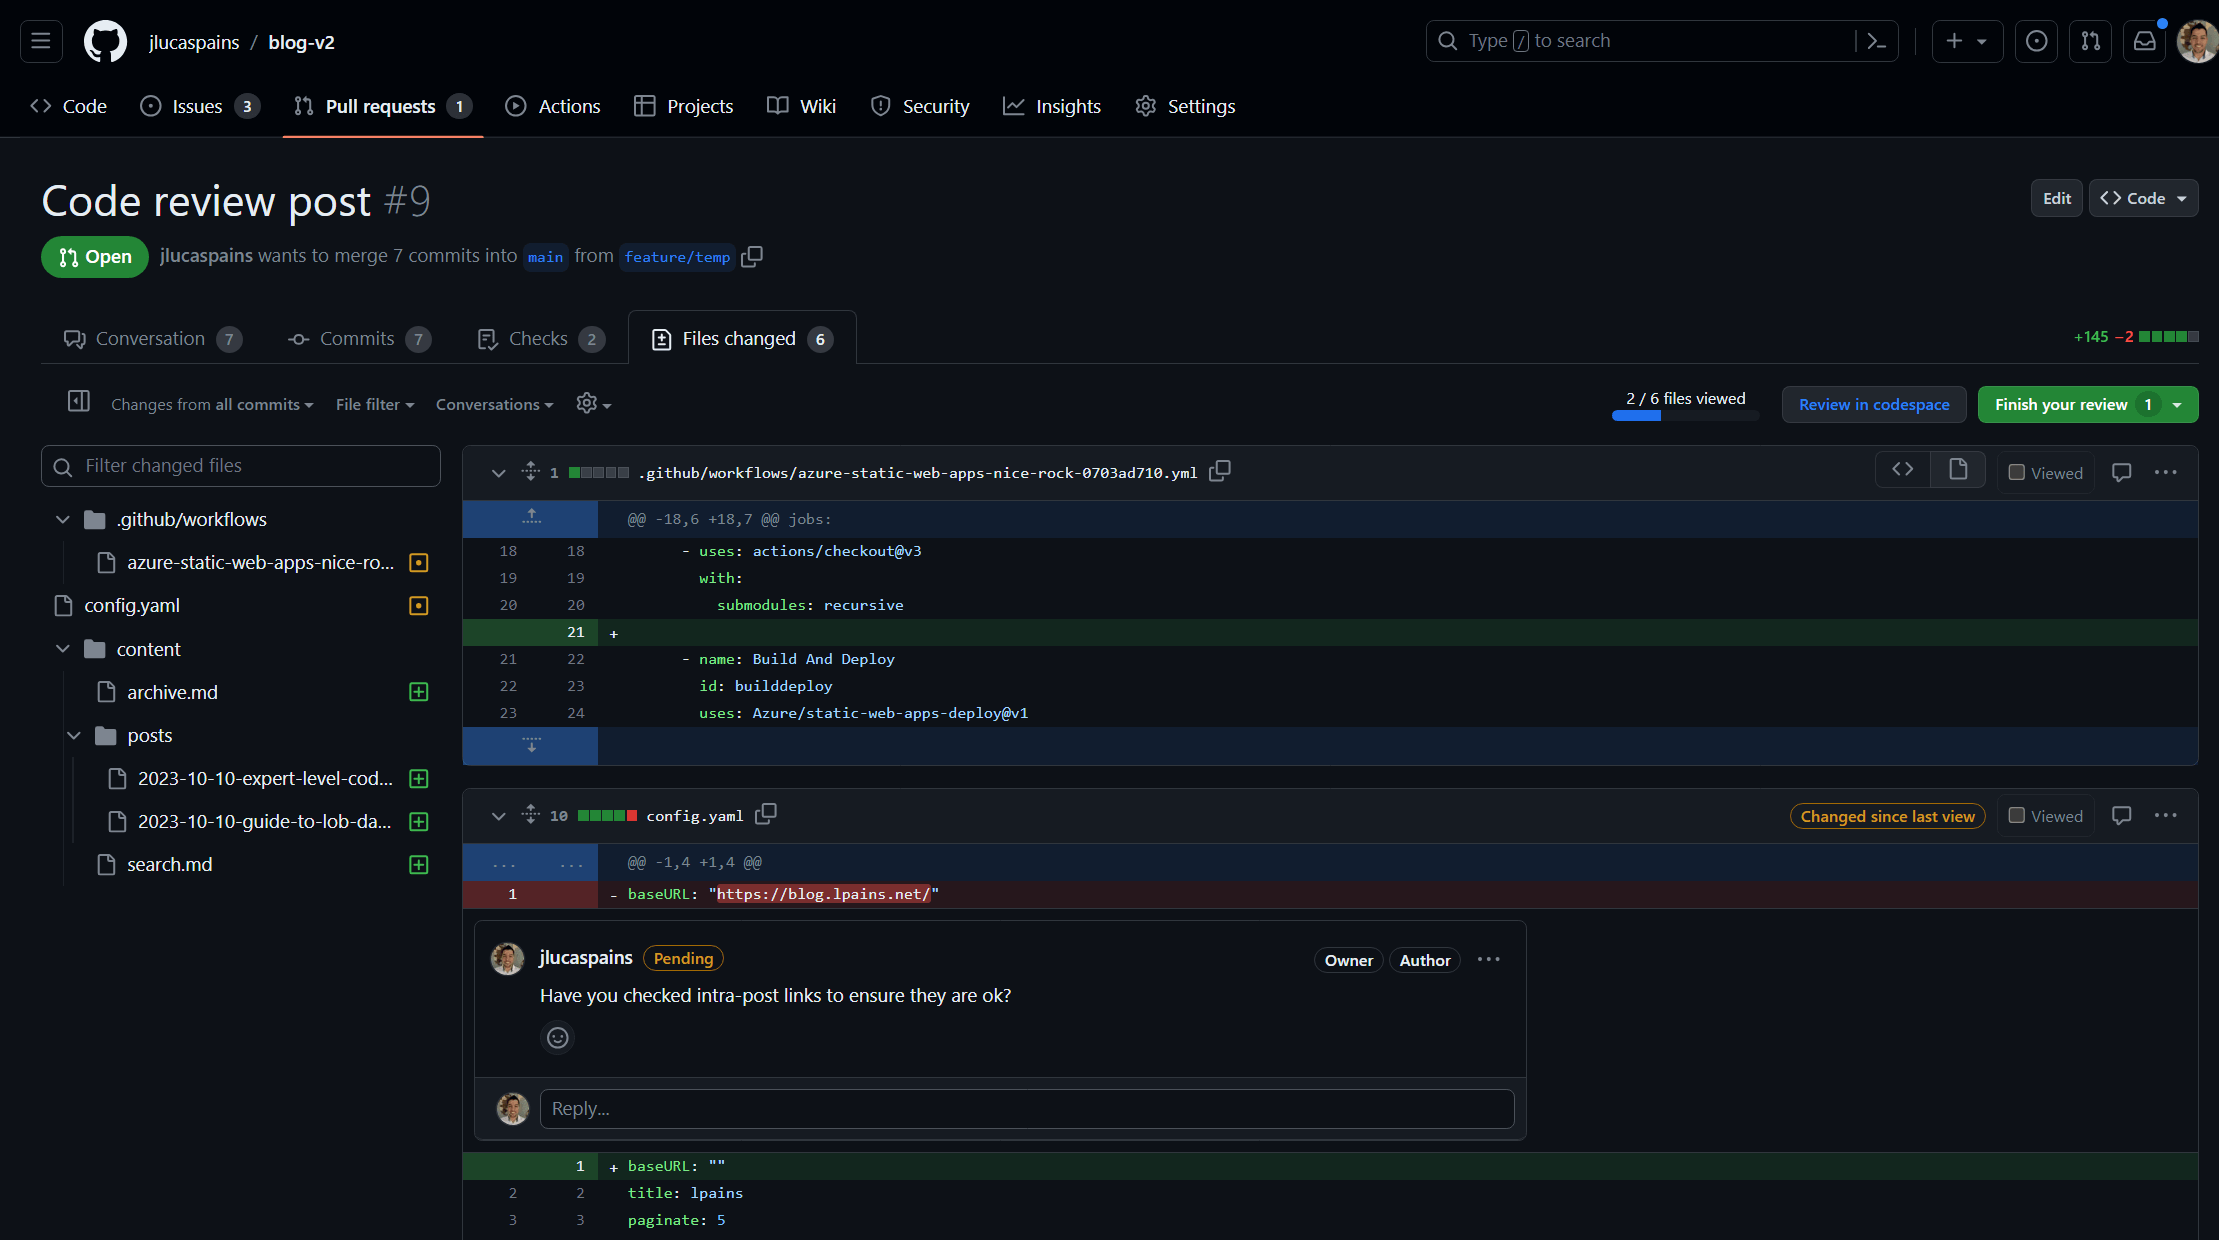 jlucaspains / blog-v2
Type / to search
Code
Issues 3
Pull requests 1
Actions
Projects
Wiki
Security
Insights
Settings
Code review post #9
Edit
Code
Open
jlucaspains wants to merge 7 commits into main from feature/temp
Conversation 7
Commits 7
Checks 2
Files changed 6
+145 −2
Changes from all commits
File filter
Conversations
2 / 6 files viewed
Review in codespace
Finish your review 1
Filter changed files
.github/workflows
azure-static-web-apps-nice-ro...
config.yaml
content
archive.md
posts
2023-10-10-expert-level-cod...
2023-10-10-guide-to-lob-da...
search.md
1 .github/workflows/azure-static-web-apps-nice-rock-0703ad710.yml
Viewed
@@ -18,6 +18,7 @@ jobs:
18 18 - uses: actions/checkout@v3
19 19 with:
20 20 submodules: recursive
21 +
21 22 - name: Build And Deploy
22 23 id: builddeploy
23 24 uses: Azure/static-web-apps-deploy@v1
10 config.yaml
Changed since last view
Viewed
... ... @@ -1,4 +1,4 @@
1 - baseURL: "https://blog.lpains.net/"
jlucaspains Pending
Owner
Author
Have you checked intra-post links to ensure they are ok?
Reply...
1 + baseURL: ""
2 2 title: lpains
3 3 paginate: 5